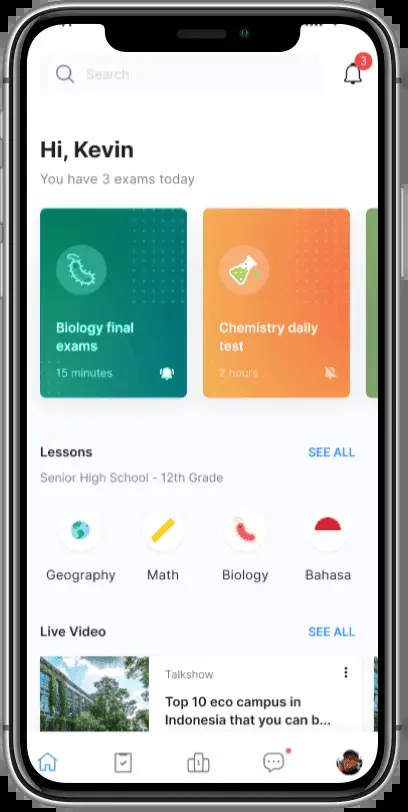 Search
3
Hi, Kevin
You have 3 exams today
Biology final
exams
15 minutes
Chemistry daily
test
2 hours
Lessons
SEE ALL
Senior High School - 12th Grade
Geography
Math
Biology
Bahasa
Live Video
SEE ALL
Talkshow
Top 10 eco campus in
Indonesia that you can b...
1